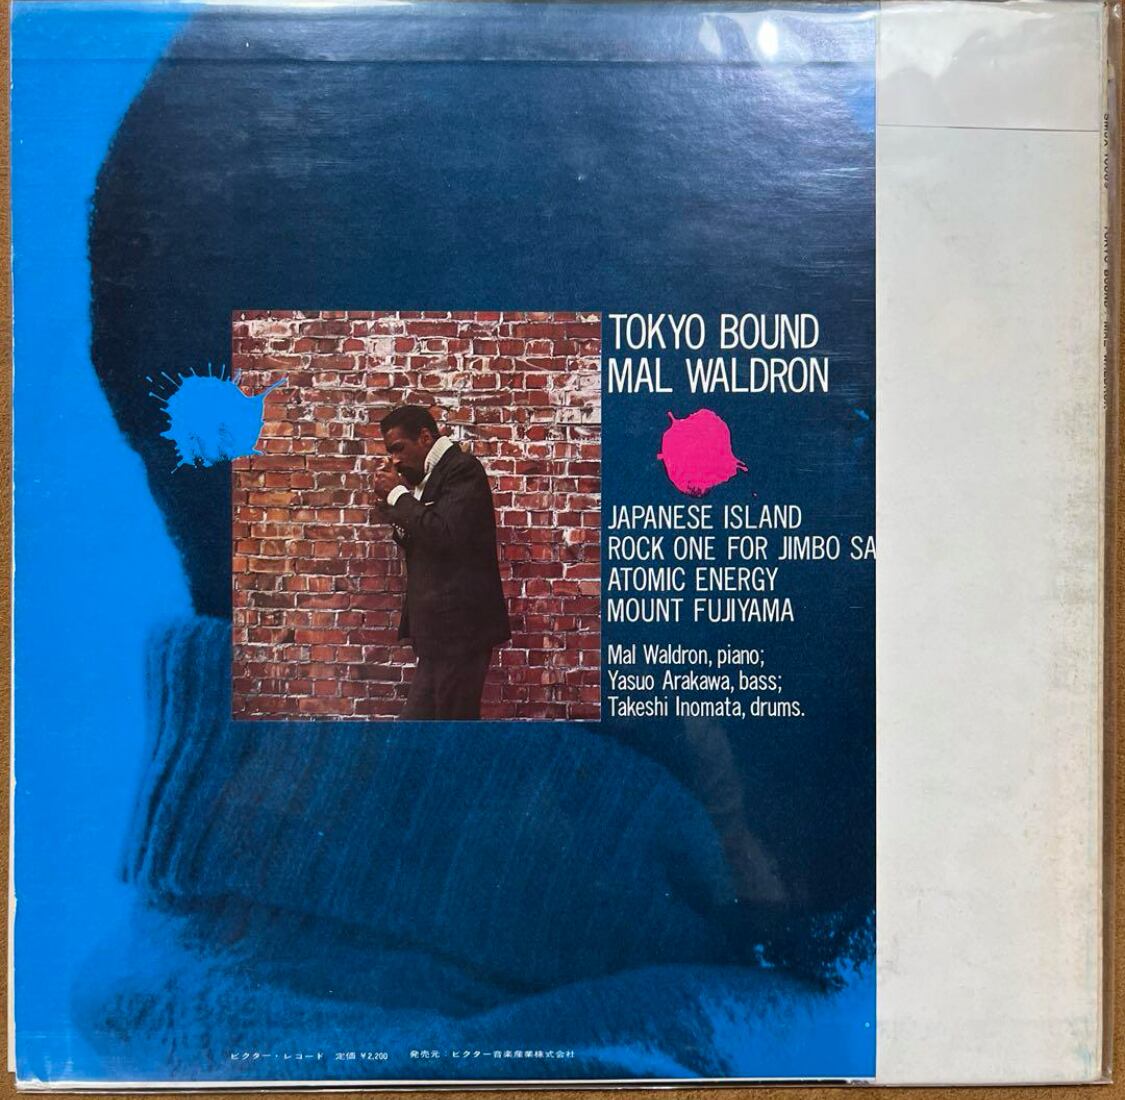 TOKYO BOUND
MAL WALDRON
JAPANESE ISLAND
ROCK ONE FOR JIMBO SA
ATOMIC ENERGY
MOUNT FUJIYAMA
Mal Waldron, piano;
Yasuo Arakawa, bass;
Takeshi Inomata, drums.
ビクター・レコード 定価 ¥2,200 発売元：ビクター音楽産業株式会社
TOKYO BOUND